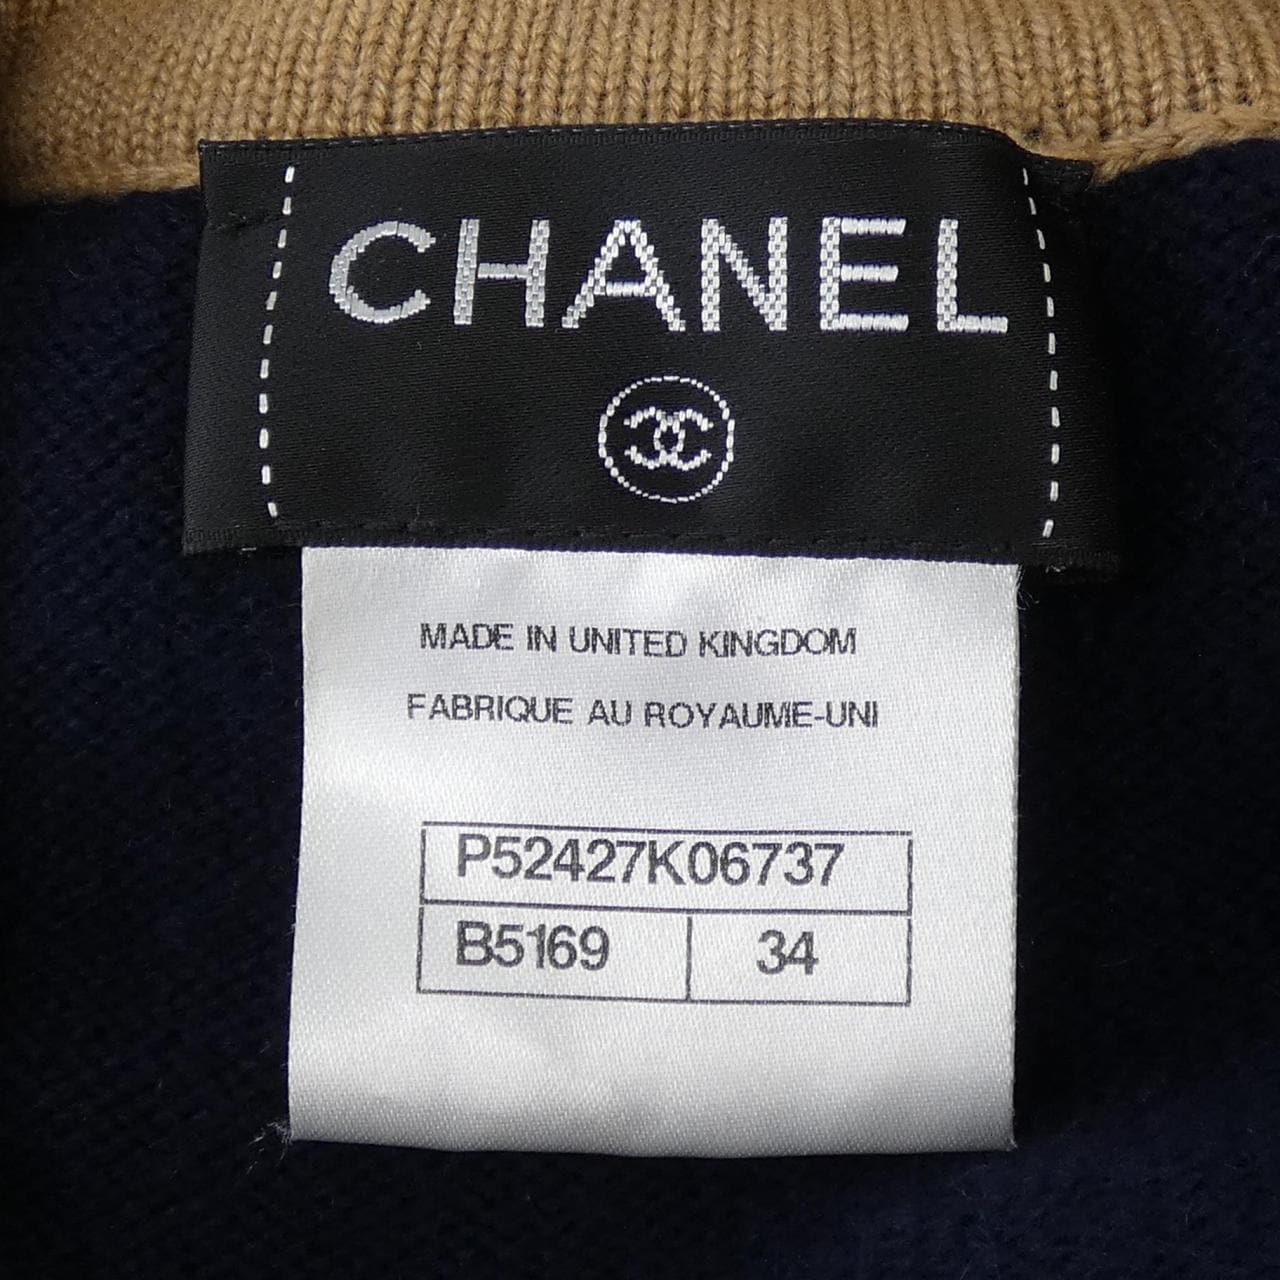 CHANEL
MADE IN UNITED KINGDOM
FABRIQUE AU ROYAUME-UNI
P52427K06737
B5169 34